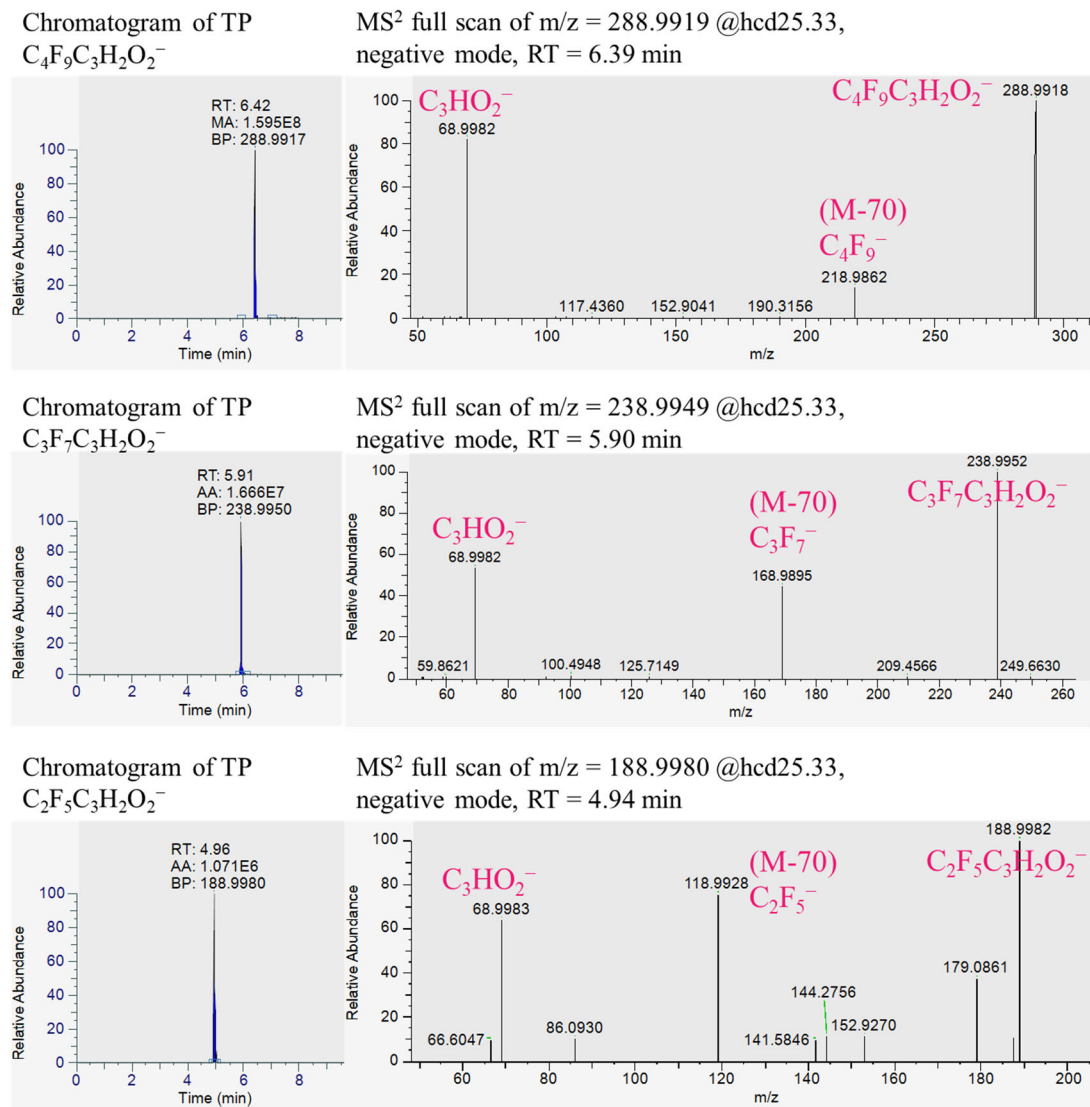 Chromatogram of TP
C₄F₉C₃H₂O₂⁻
MS² full scan of m/z = 288.9919 @hcd25.33,
negative mode, RT = 6.39 min
RT: 6.42
MA: 1.595E8
BP: 288.9917
100
80
60
40
20
0
Relative Abundance
0 2 4 6 8
Time (min)
C₃HO₂⁻
68.9982
C₄F₉C₃H₂O₂⁻ 288.9918
(M-70)
C₄F₉⁻
218.9862
117.4360 152.9041 190.3156
100
80
60
40
20
0
Relative Abundance
50 100 150 200 250 300
m/z
Chromatogram of TP
C₃F₇C₃H₂O₂⁻
MS² full scan of m/z = 238.9949 @hcd25.33,
negative mode, RT = 5.90 min
RT: 5.91
AA: 1.666E7
BP: 238.9950
100
80
60
40
20
0
Relative Abundance
0 2 4 6 8
Time (min)
238.9952
C₃F₇C₃H₂O₂⁻
(M-70)
C₃F₇⁻
168.9895
C₃HO₂⁻
68.9982
59.8621 100.4948 125.7149 209.4566 249.6630
100
80
60
40
20
0
Relative Abundance
60 80 100 120 140 160 180 200 220 240 260
m/z
Chromatogram of TP
C₂F₅C₃H₂O₂⁻
MS² full scan of m/z = 188.9980 @hcd25.33,
negative mode, RT = 4.94 min
RT: 4.96
AA: 1.071E6
BP: 188.9980
100
80
60
40
20
0
Relative Abundance
0 2 4 6 8
Time (min)
188.9982
C₂F₅C₃H₂O₂⁻
(M-70)
C₂F₅⁻
118.9928
C₃HO₂⁻
68.9983
179.0861
144.2756
66.6047 86.0930 141.5846 152.9270
100
80
60
40
20
0
Relative Abundance
60 80 100 120 140 160 180 200
m/z